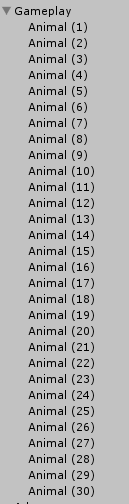 Gameplay
Animal (1)
Animal (2)
Animal (3)
Animal (4)
Animal (5)
Animal (6)
Animal (7)
Animal (8)
Animal (9)
Animal (10)
Animal (11)
Animal (12)
Animal (13)
Animal (14)
Animal (15)
Animal (16)
Animal (17)
Animal (18)
Animal (19)
Animal (20)
Animal (21)
Animal (22)
Animal (23)
Animal (24)
Animal (25)
Animal (26)
Animal (27)
Animal (28)
Animal (29)
Animal (30)